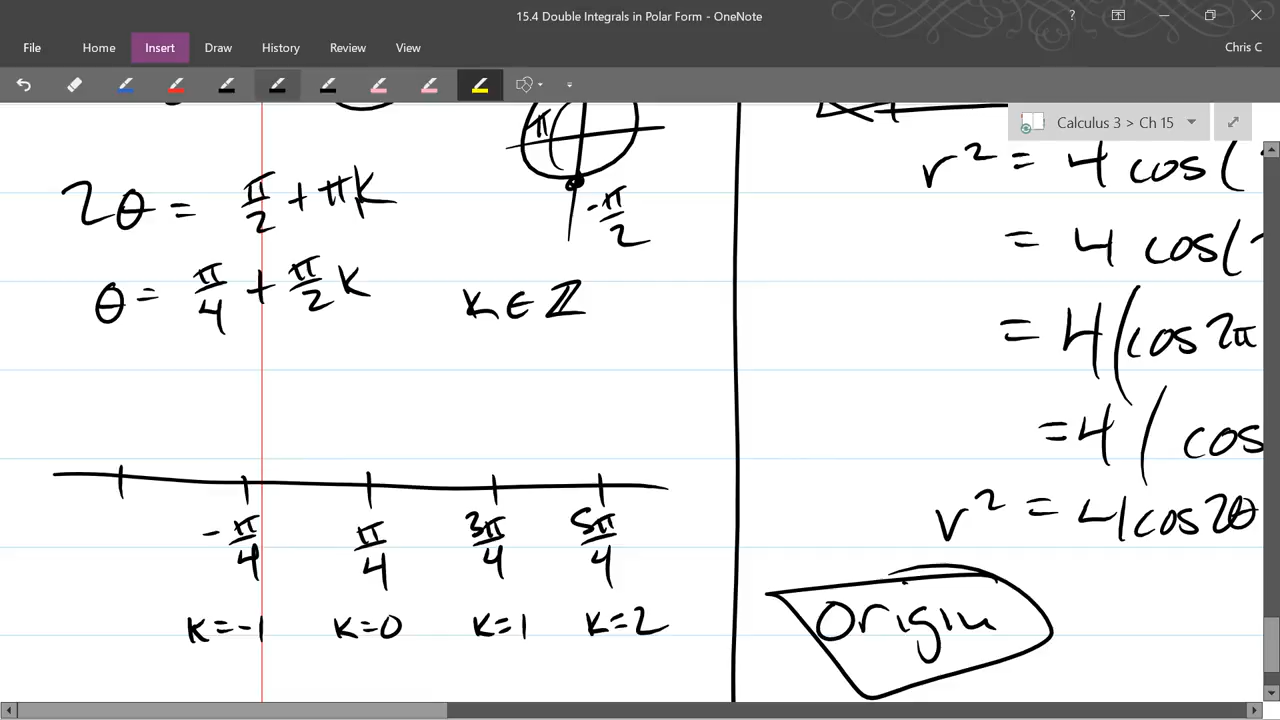 15.4 Double Integrals in Polar Form - OneNote
?
File Home Insert Draw History Review View
Chris C
Calculus 3 > Ch 15
π
-π/2
2θ = π/2 + πk
θ = π/4 + π/2 k k ∈ ℤ
-π/4 π/4 3π/4 5π/4
k=-1 k=0 k=1 k=2
r² = 4 cos(
= 4 cos(
= 4(cos 2π
= 4( cos
r² = 4 cos 2θ
origin